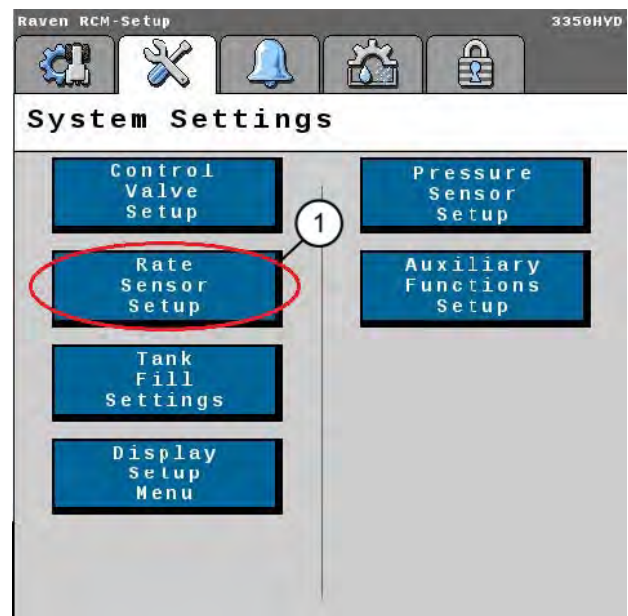 Raven RCM-Setup 3350HYD
System Settings
Control
Valve
Setup
1
Rate
Sensor
Setup
Tank
Fill
Settings
Display
Setup
Menu
Pressure
Sensor
Setup
Auxiliary
Functions
Setup